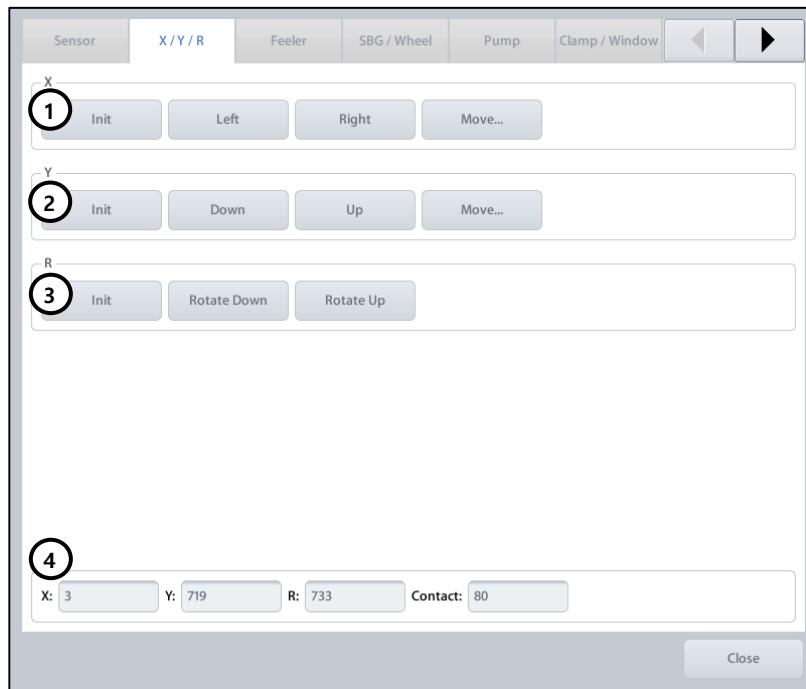 Sensor X / Y / R Feeler SBG / Wheel Pump Clamp / Window
X
1 Init Left Right Move...
Y
2 Init Down Up Move...
R
3 Init Rotate Down Rotate Up
4
X: 3 Y: 719 R: 733 Contact: 80
Close